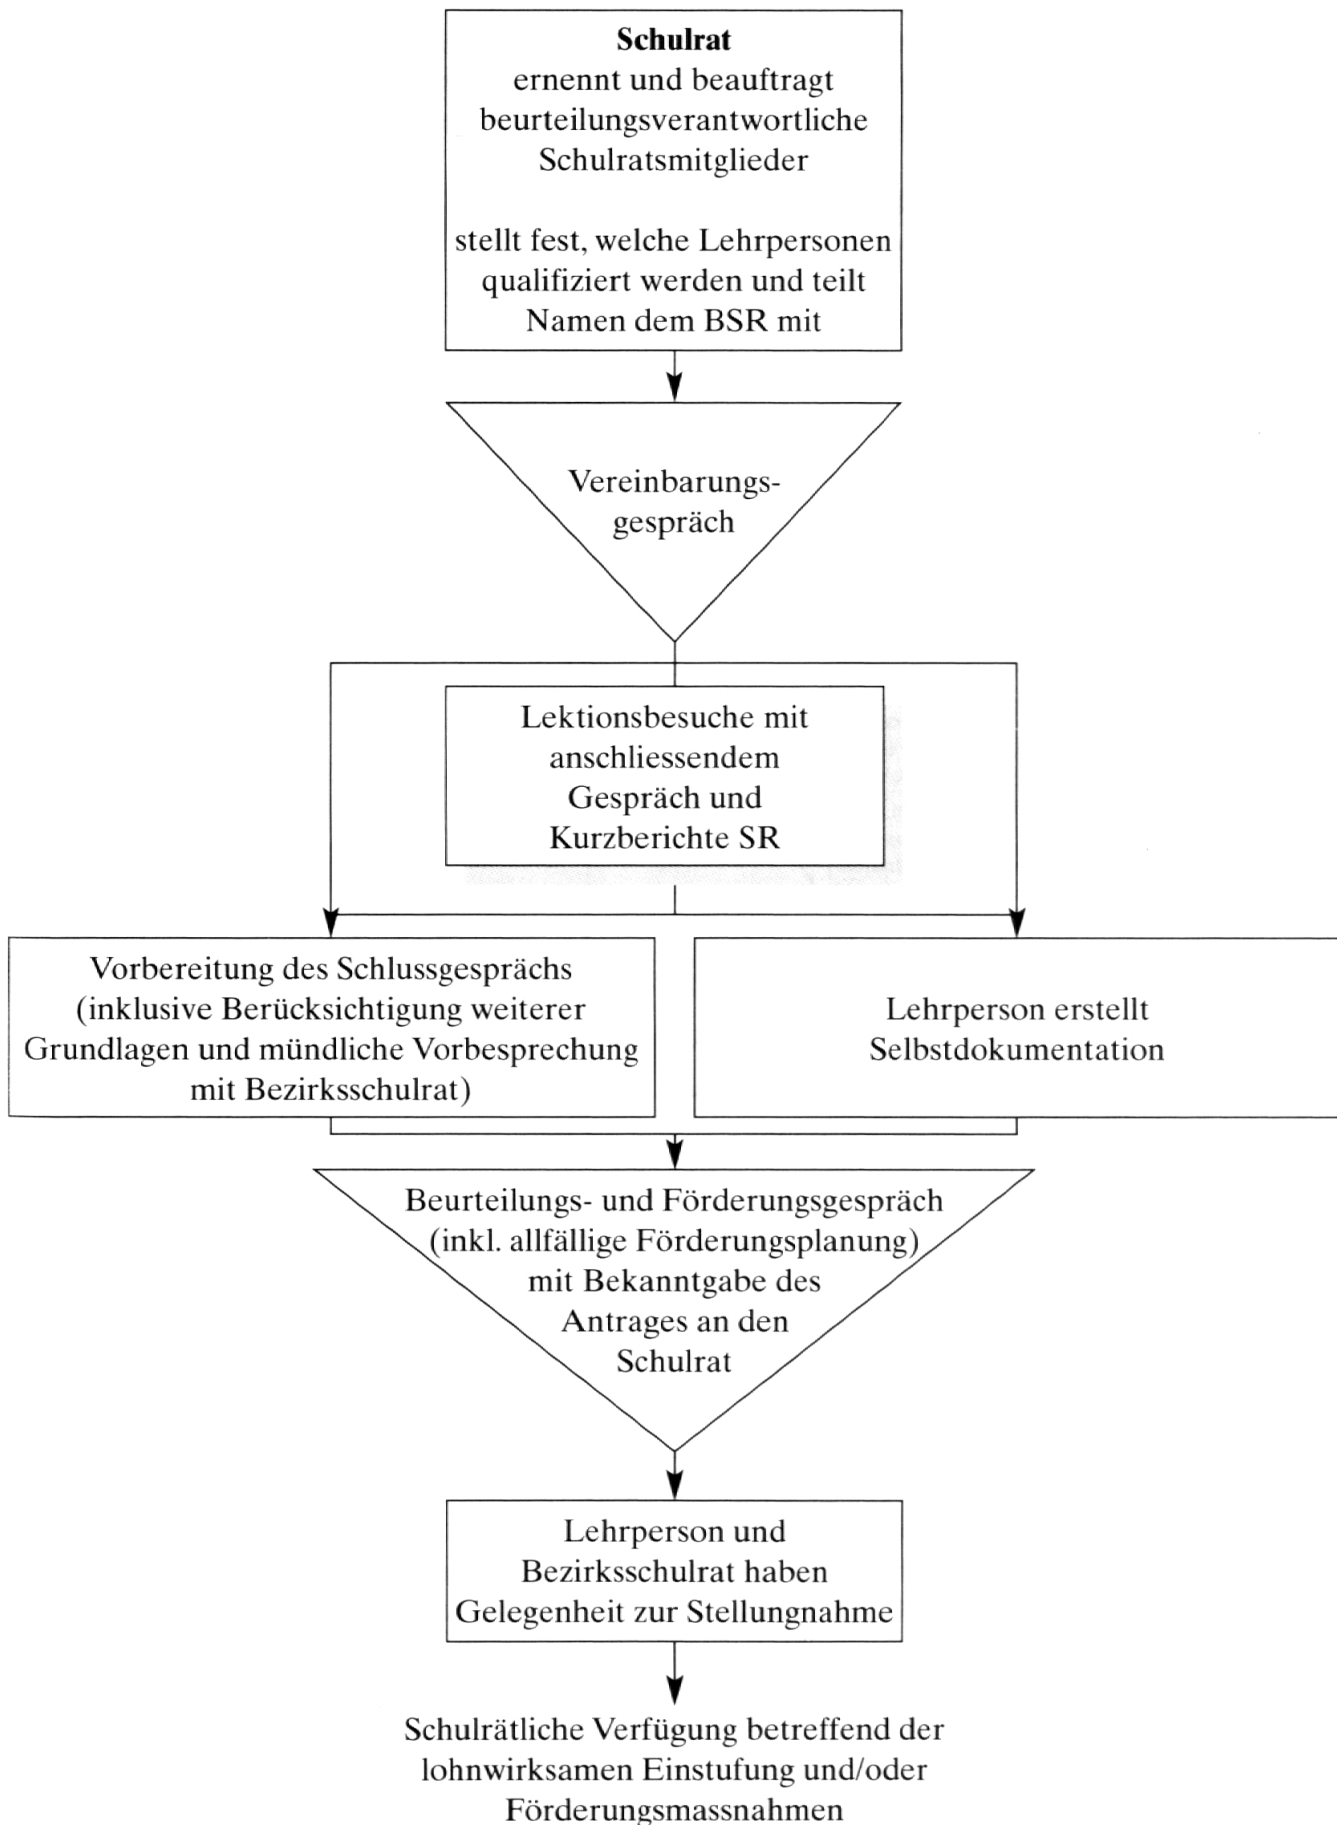 Schulrat
ernennt und beauftragt
beurteilungsverantwortliche
Schulratsmitglieder
stellt fest, welche Lehrpersonen
qualifiziert werden und teilt
Namen dem BSR mit
Vereinbarungs-
gespräch
Lektionsbesuche mit
anschliessendem
Gespräch und
Kurzberichte SR
Vorbereitung des Schlussgesprächs
(inklusive Berücksichtigung weiterer
Grundlagen und mündliche Vorbesprechung
mit Bezirksschulrat)
Lehrperson erstellt
Selbstdokumentation
Beurteilungs- und Förderungsgespräch
(inkl. allfällige Förderungsplanung)
mit Bekanntgabe des
Antrages an den
Schulrat
Lehrperson und
Bezirksschulrat haben
Gelegenheit zur Stellungnahme
Schulrätliche Verfügung betreffend der
lohnwirksamen Einstufung und/oder
Förderungsmassnahmen